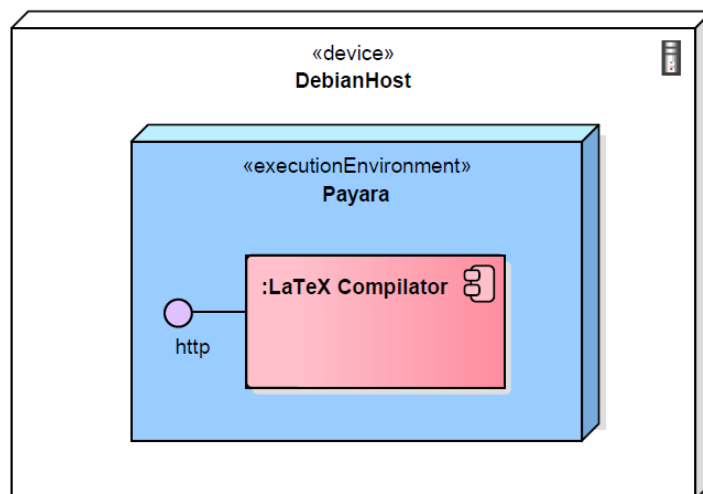 «device»
DebianHost
«executionEnvironment»
Payara
:LaTeX Compilator
http